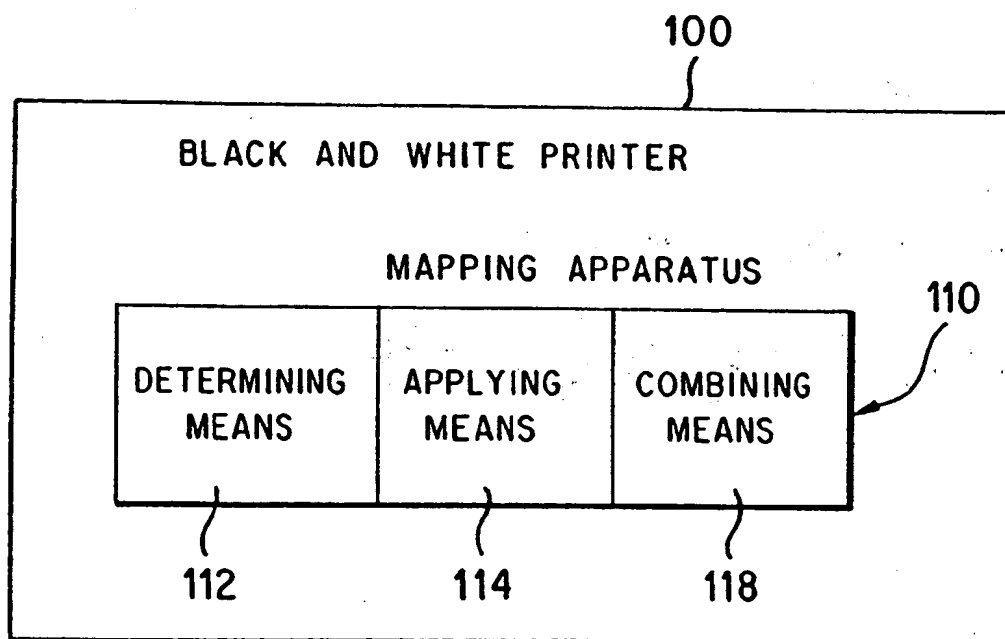 100
BLACK AND WHITE PRINTER
MAPPING APPARATUS
110
DETERMINING MEANS
APPLYING MEANS
COMBINING MEANS
112
114
118